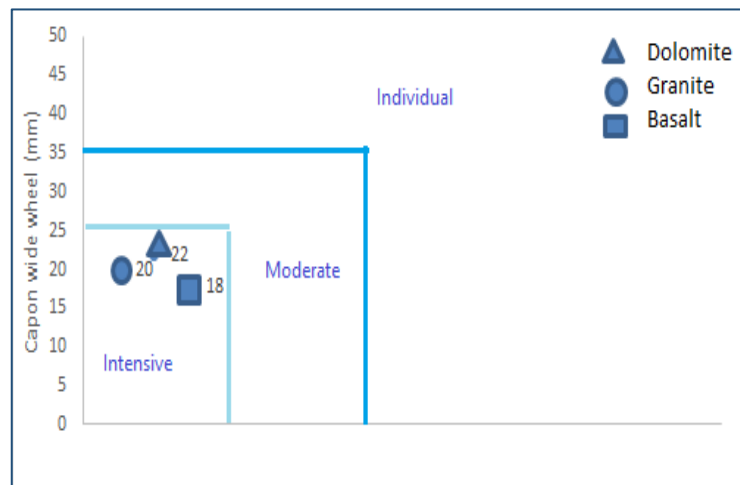 50
45
40
35
30
25
20
15
10
5
0
Capon wide wheel (mm)
Individual
Moderate
Intensive
20
22
18
Dolomite
Granite
Basalt